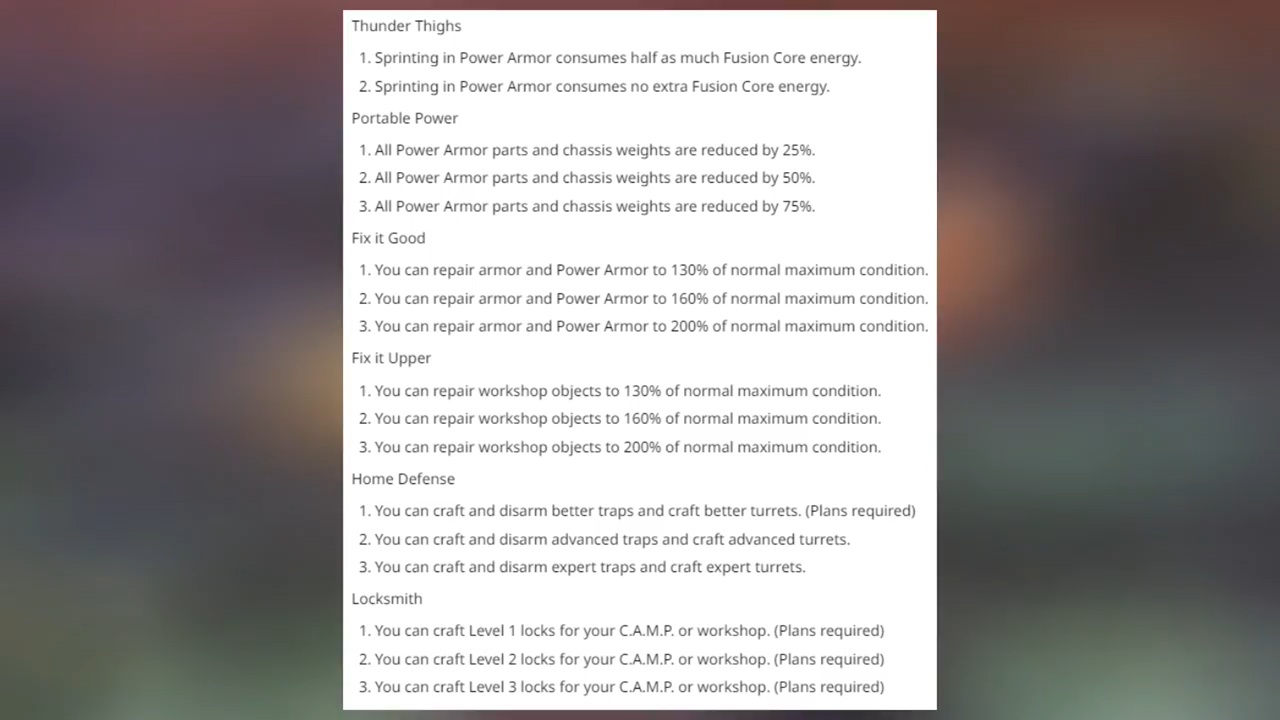 Thunder Thighs
1. Sprinting in Power Armor consumes half as much Fusion Core energy.
2. Sprinting in Power Armor consumes no extra Fusion Core energy.
Portable Power
1. All Power Armor parts and chassis weights are reduced by 25%.
2. All Power Armor parts and chassis weights are reduced by 50%.
3. All Power Armor parts and chassis weights are reduced by 75%.
Fix it Good
1. You can repair armor and Power Armor to 130% of normal maximum condition.
2. You can repair armor and Power Armor to 160% of normal maximum condition.
3. You can repair armor and Power Armor to 200% of normal maximum condition.
Fix it Upper
1. You can repair workshop objects to 130% of normal maximum condition.
2. You can repair workshop objects to 160% of normal maximum condition.
3. You can repair workshop objects to 200% of normal maximum condition.
Home Defense
1. You can craft and disarm better traps and craft better turrets. (Plans required)
2. You can craft and disarm advanced traps and craft advanced turrets.
3. You can craft and disarm expert traps and craft expert turrets.
Locksmith
1. You can craft Level 1 locks for your C.A.M.P. or workshop. (Plans required)
2. You can craft Level 2 locks for your C.A.M.P. or workshop. (Plans required)
3. You can craft Level 3 locks for your C.A.M.P. or workshop. (Plans required)